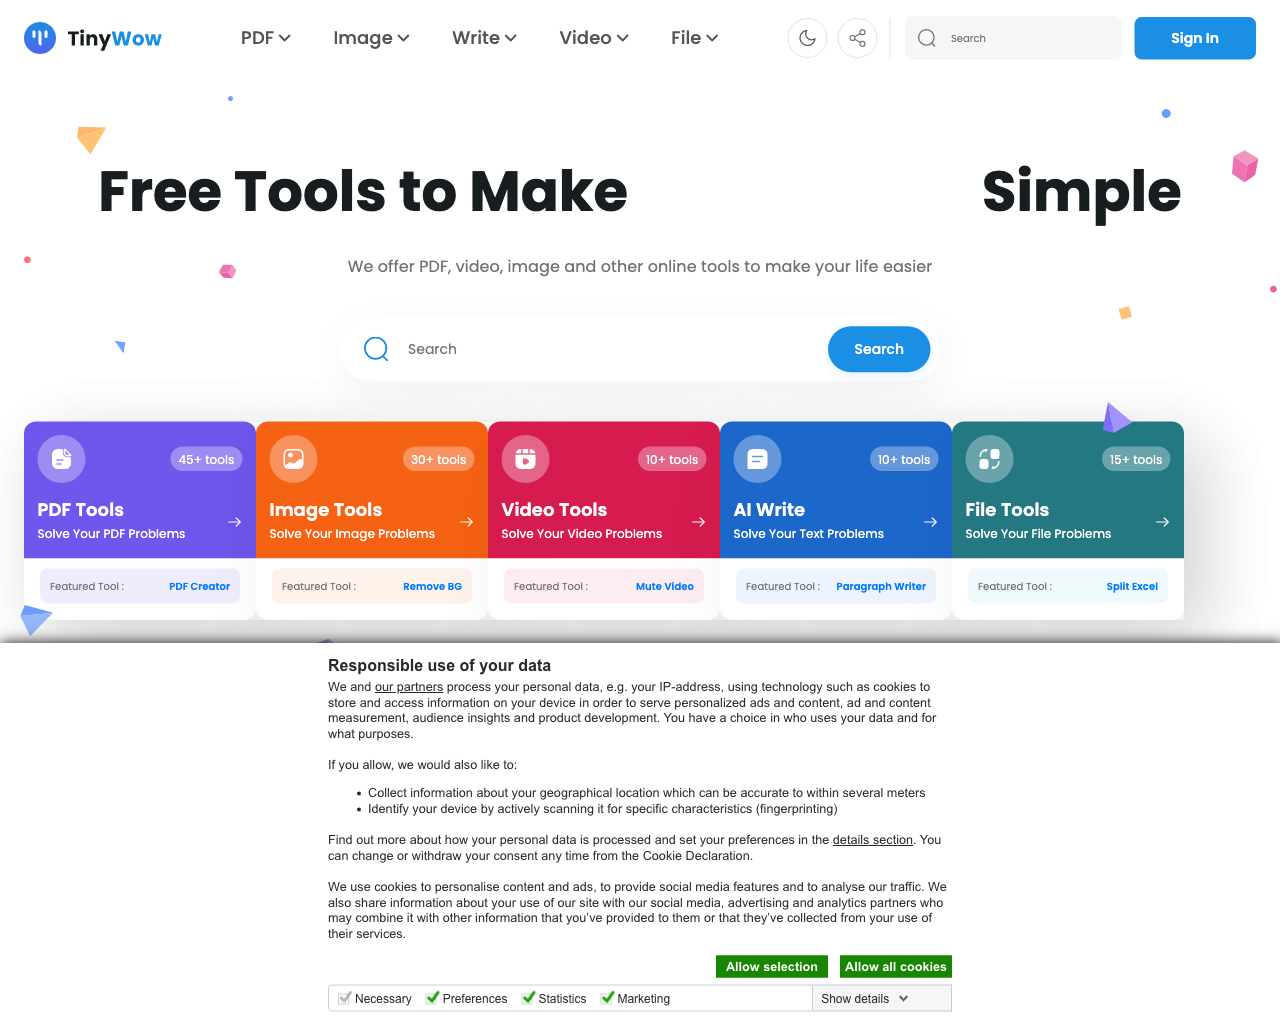 TinyWow
PDF
Image
Write
Video
File
Search
Sign In
Free Tools to Make Simple
We offer PDF, video, image and other online tools to make your life easier
Search
Search
45+ tools
PDF Tools
Solve Your PDF Problems
Featured Tool :
PDF Creator
30+ tools
Image Tools
Solve Your Image Problems
Featured Tool :
Remove BG
10+ tools
Video Tools
Solve Your Video Problems
Featured Tool :
Mute Video
10+ tools
AI Write
Solve Your Text Problems
Featured Tool :
Paragraph Writer
15+ tools
File Tools
Solve Your File Problems
Featured Tool :
Split Excel
Responsible use of your data
We and our partners process your personal data, e.g. your IP-address, using technology such as cookies to
store and access information on your device in order to serve personalized ads and content, ad and content
measurement, audience insights and product development. You have a choice in who uses your data and for
what purposes.
If you allow, we would also like to:
• Collect information about your geographical location which can be accurate to within several meters
• Identify your device by actively scanning it for specific characteristics (fingerprinting)
Find out more about how your personal data is processed and set your preferences in the details section. You
can change or withdraw your consent any time from the Cookie Declaration.
We use cookies to personalise content and ads, to provide social media features and to analyse our traffic. We
also share information about your use of our site with our social media, advertising and analytics partners who
may combine it with other information that you've provided to them or that they've collected from your use of
their services.
Allow selection
Allow all cookies
Necessary
Preferences
Statistics
Marketing
Show details